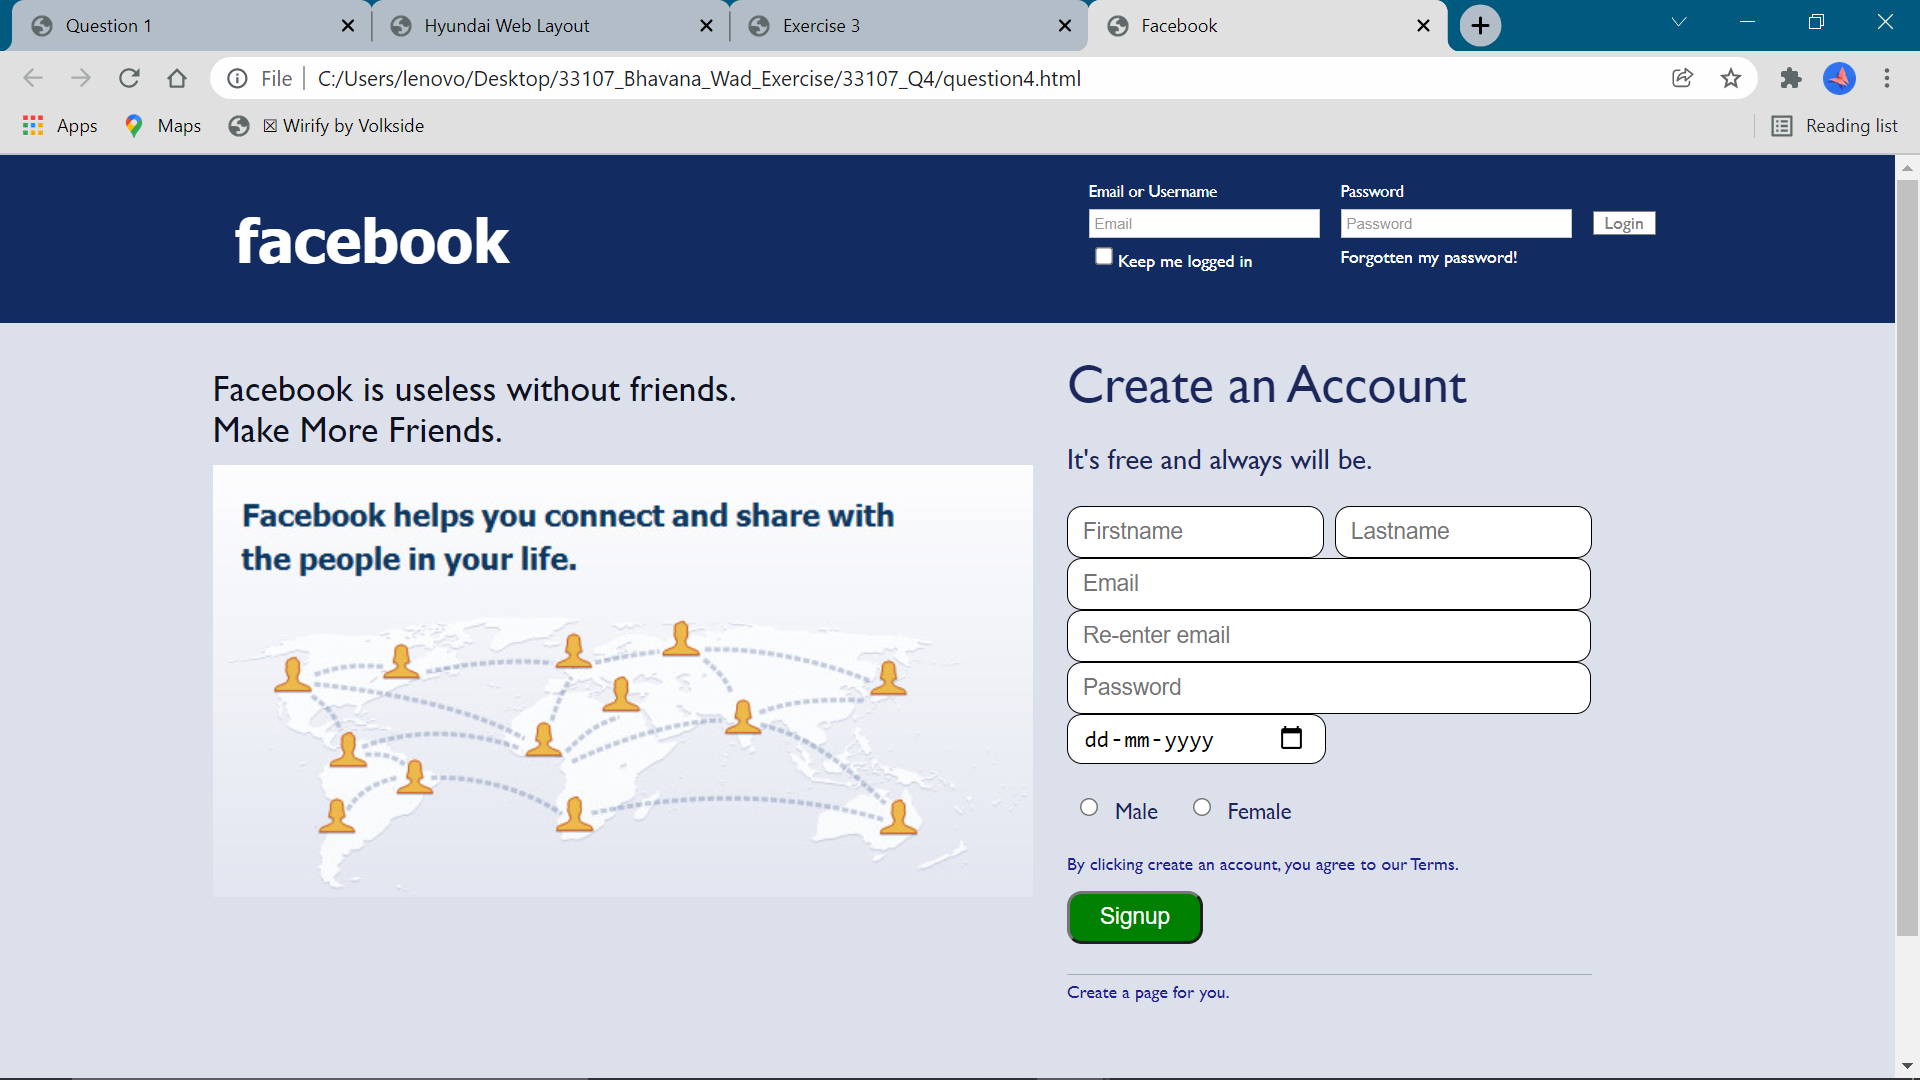 Question 1
Hyundai Web Layout
Exercise 3
Facebook
File
C:/Users/lenovo/Desktop/33107_Bhavana_Wad_Exercise/33107_Q4/question4.html
Apps
Maps
☒ Wirify by Volkside
Reading list
facebook
Email or Username
Password
Email
Password
Login
Keep me logged in
Forgotten my password!
Facebook is useless without friends.
Make More Friends.
Facebook helps you connect and share with
the people in your life.
Create an Account
It's free and always will be.
Firstname
Lastname
Email
Re-enter email
Password
dd-mm-yyyy
Male
Female
By clicking create an account, you agree to our Terms.
Signup
Create a page for you.